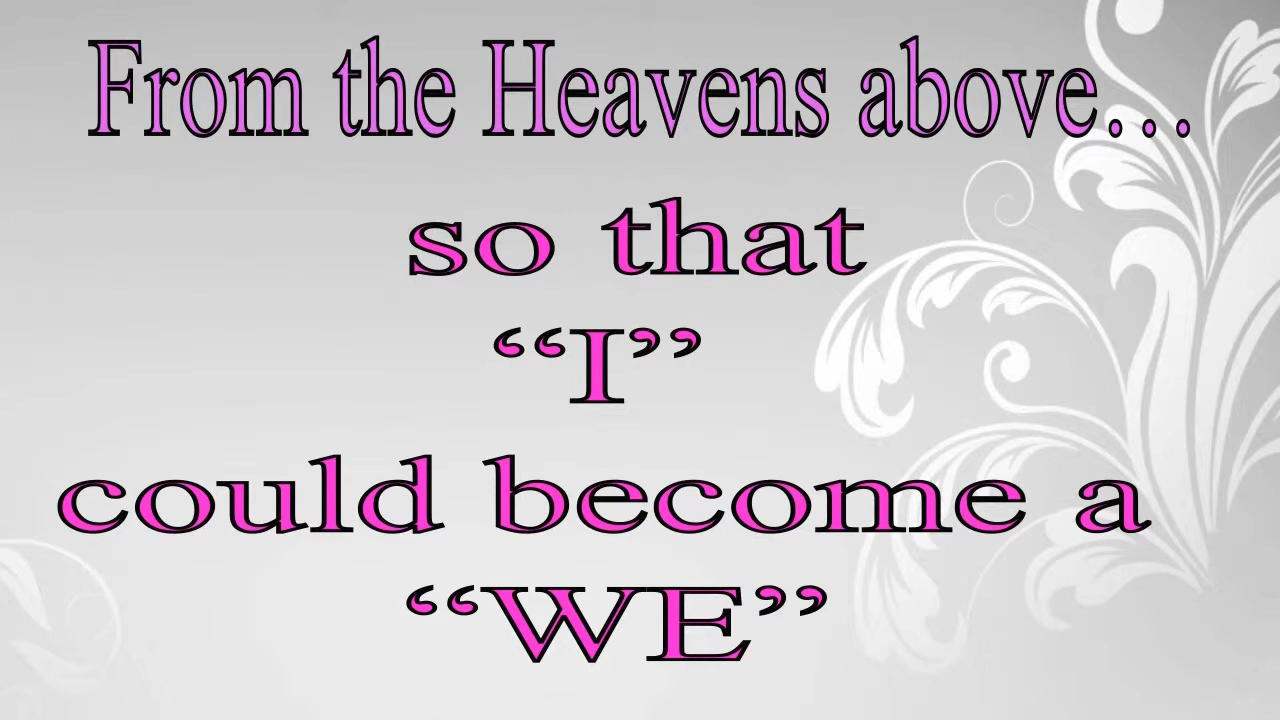 From the Heavens above…
so that
“I”
could become a
“WE”